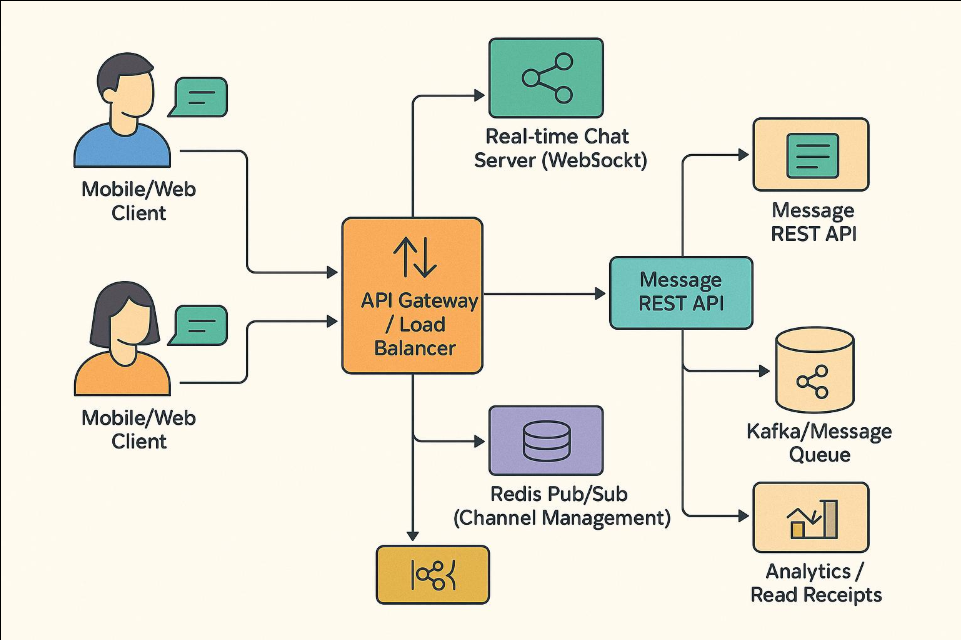 Mobile/Web
Client
Mobile/Web
Client
Real-time Chat
Server (WebSockt)
API Gateway
/ Load
Balancer
Redis Pub/Sub
(Channel Management)
Message
REST API
Message
REST API
Kafka/Message
Queue
Analytics /
Read Receipts